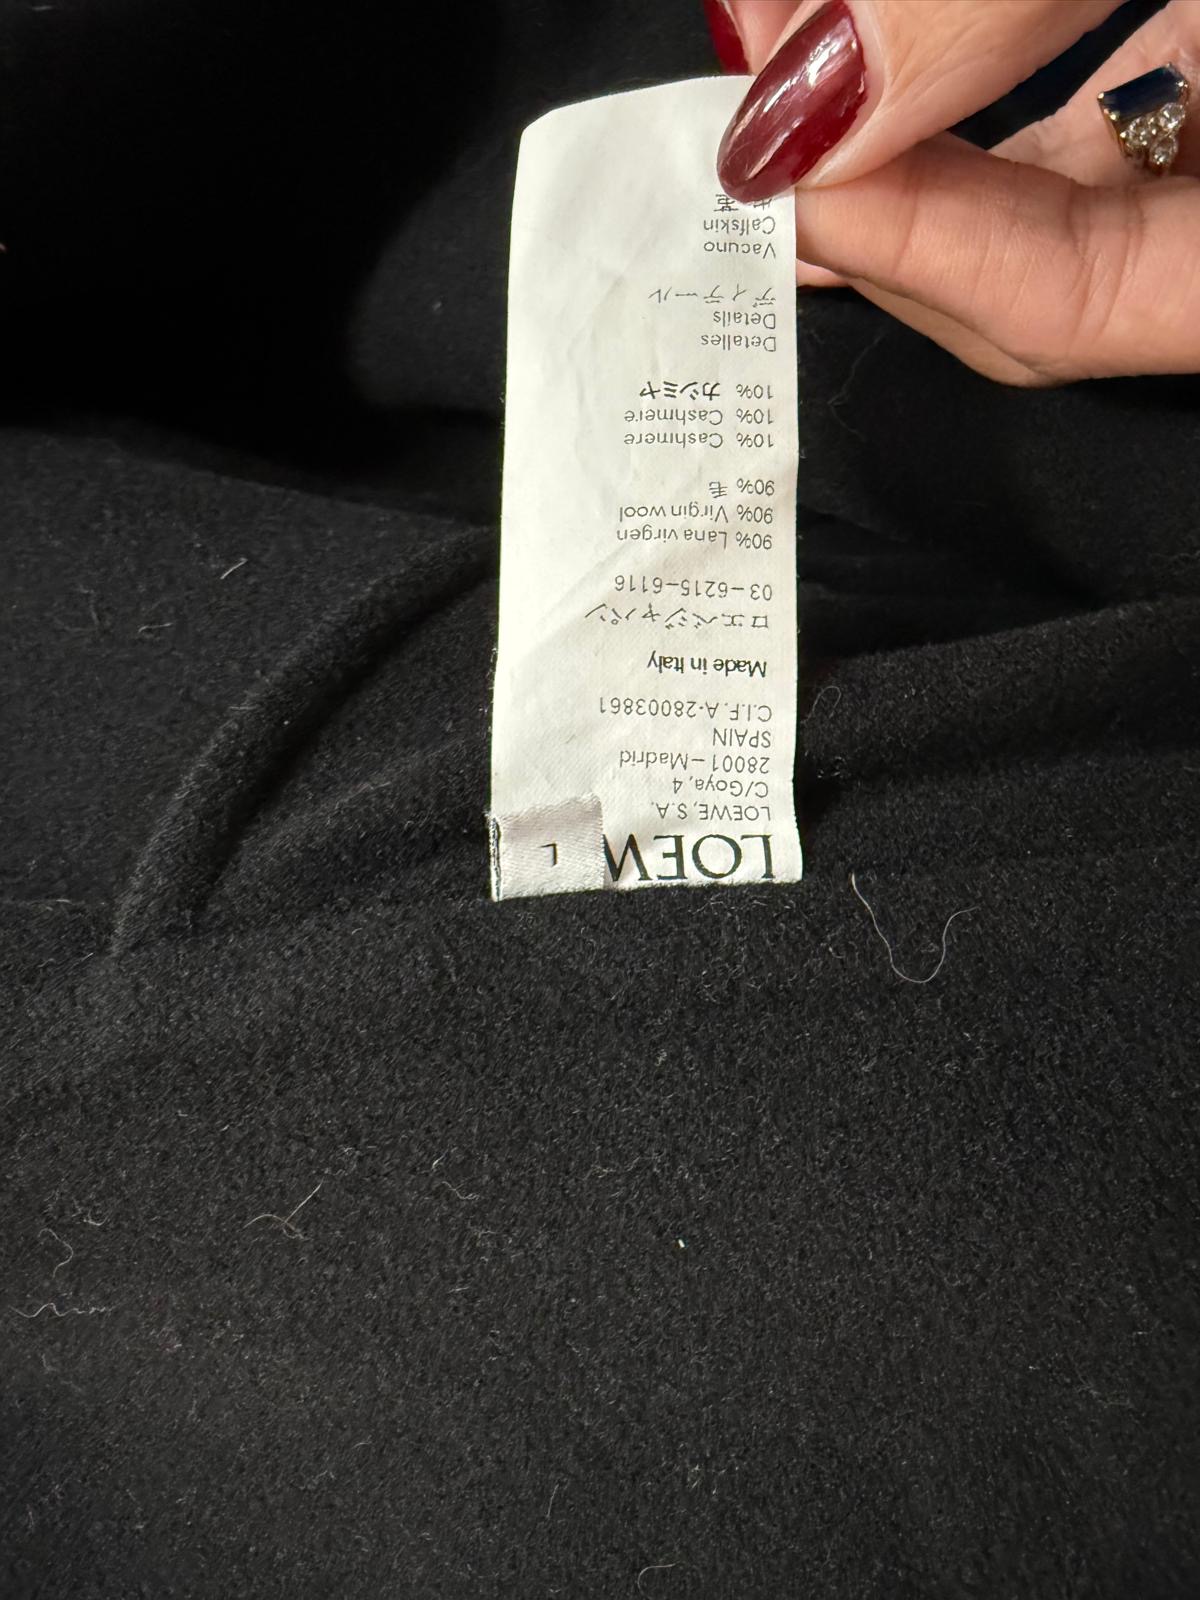 LOEW
L
LOEWE, S.A.
C/Goya, 4
28001-Madrid
SPAIN
C.I.F. A-28003861
Made in Italy
ロエベジャパン
03-6215-6116
90% Lana virgen
90% Virgin wool
90% 毛
10% Cashmere
10% Cashmere
10% カシミヤ
Detalles
Details
ディテール
Vacuno
Calfskin
牛革